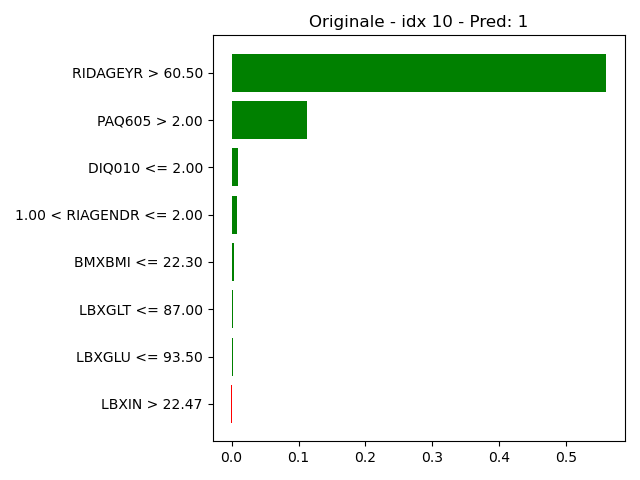 Originale - idx 10 - Pred: 1
RIDAGEYR > 60.50
PAQ605 > 2.00
DIQ010 <= 2.00
1.00 < RIAGENDR <= 2.00
BMXBMI <= 22.30
LBXGLT <= 87.00
LBXGLU <= 93.50
LBXIN > 22.47
0.0 0.1 0.2 0.3 0.4 0.5